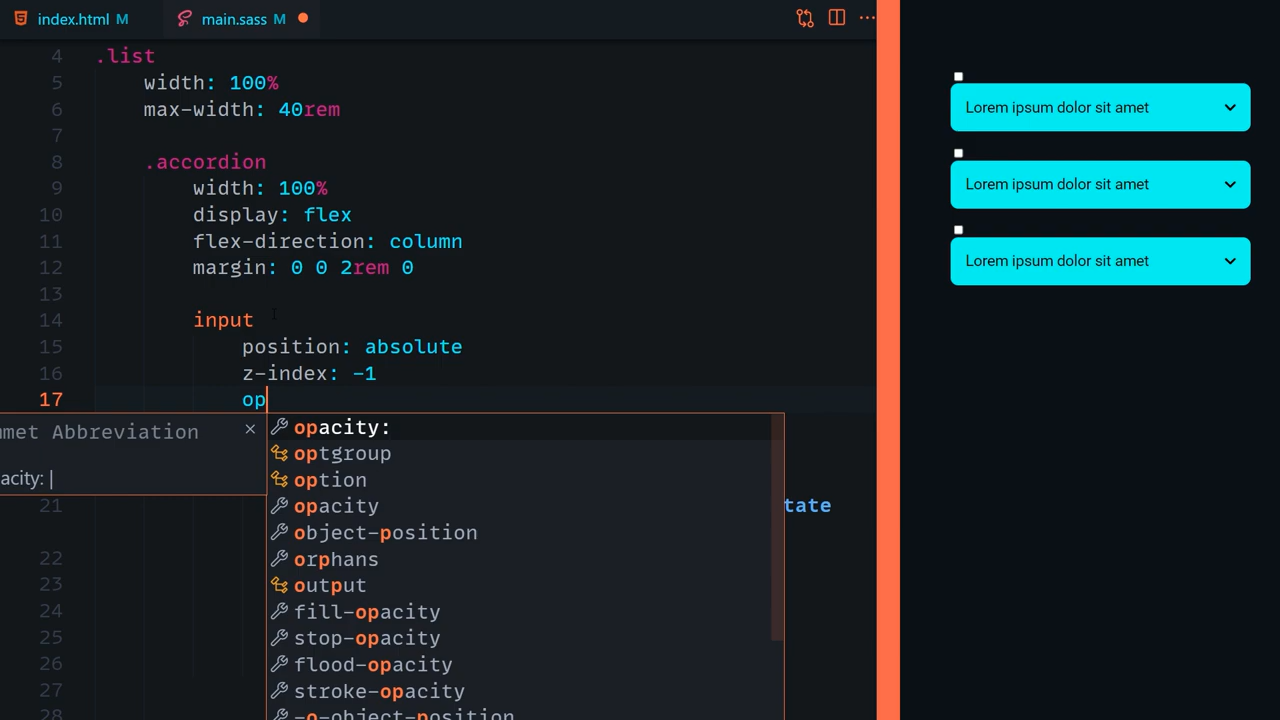 index.html M
main.sass M
4 .list
5 width: 100%
6 max-width: 40rem
7
8 .accordion
9 width: 100%
10 display: flex
11 flex-direction: column
12 margin: 0 0 2rem 0
13
14 input
15 position: absolute
16 z-index: -1
17 op
mmet Abbreviation
acity: |
opacity:
optgroup
option
opacity
object-position
orphans
output
fill-opacity
stop-opacity
flood-opacity
stroke-opacity
-o-object-position
21 tate
22
23
24
25
26
27
28
Lorem ipsum dolor sit amet
Lorem ipsum dolor sit amet
Lorem ipsum dolor sit amet